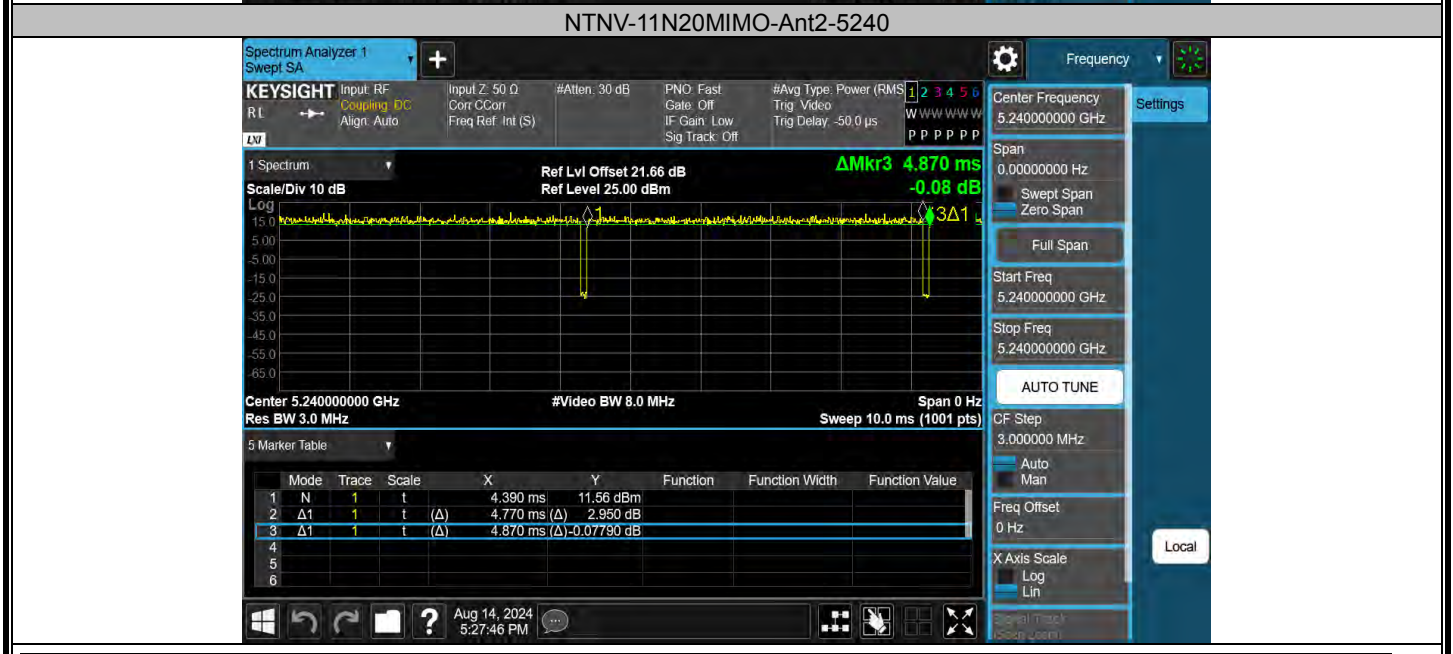 NTNV-11N20MIMO-Ant2-5240
Spectrum Analyzer 1
Swept SA
+
Frequency
KEYSIGHT
RL
LXI
Input: RF
Coupling: DC
Align: Auto
Input Z: 50 Ω
Corr CCorr
Freq Ref: Int (S)
#Atten: 30 dB
PNO: Fast
Gate: Off
IF Gain: Low
Sig Track: Off
#Avg Type: Power (RMS
Trig: Video
Trig Delay: -50.0 µs
1 2 3 4 5 6
W W W W W W
P P P P P P
Center Frequency
5.240000000 GHz
Settings
1 Spectrum
Scale/Div 10 dB
Ref Lvl Offset 21.66 dB
Ref Level 25.00 dBm
ΔMkr3 4.870 ms
-0.08 dB
Span
0.00000000 Hz
Swept Span
Zero Span
Log
15.0
5.00
-5.00
-15.0
-25.0
-35.0
-45.0
-55.0
-65.0
1
3Δ1
Full Span
Start Freq
5.240000000 GHz
Stop Freq
5.240000000 GHz
AUTO TUNE
Center 5.240000000 GHz
Res BW 3.0 MHz
#Video BW 8.0 MHz
Span 0 Hz
Sweep 10.0 ms (1001 pts)
CF Step
3.000000 MHz
Auto
Man
5 Marker Table
Mode Trace Scale X Y Function Function Width Function Value
1 N 1 t 4.390 ms 11.56 dBm
2 Δ1 1 t (Δ) 4.770 ms (Δ) 2.950 dB
3 Δ1 1 t (Δ) 4.870 ms (Δ) -0.07790 dB
4
5
6
Freq Offset
0 Hz
X Axis Scale
Log
Lin
Local
Signal Track
(Span Zoom)
?
Aug 14, 2024
5:27:46 PM